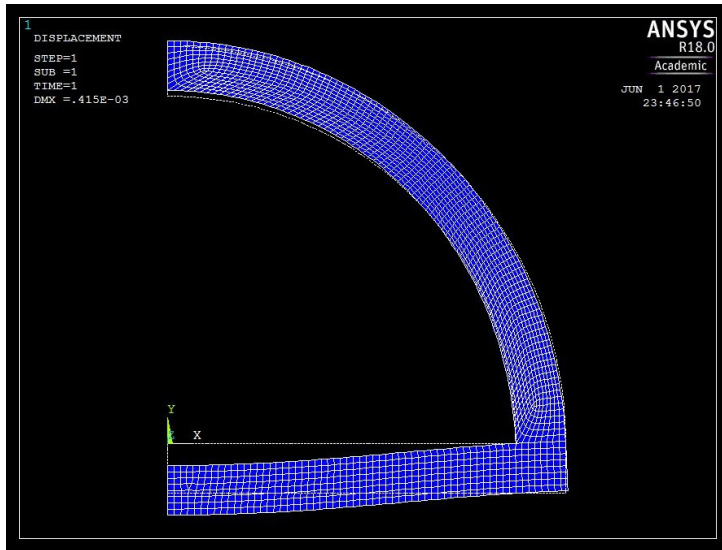 1
DISPLACEMENT
STEP=1
SUB =1
TIME=1
DMX =.415E-03
ANSYS
R18.0
Academic
JUN  1 2017
23:46:50
Y
X